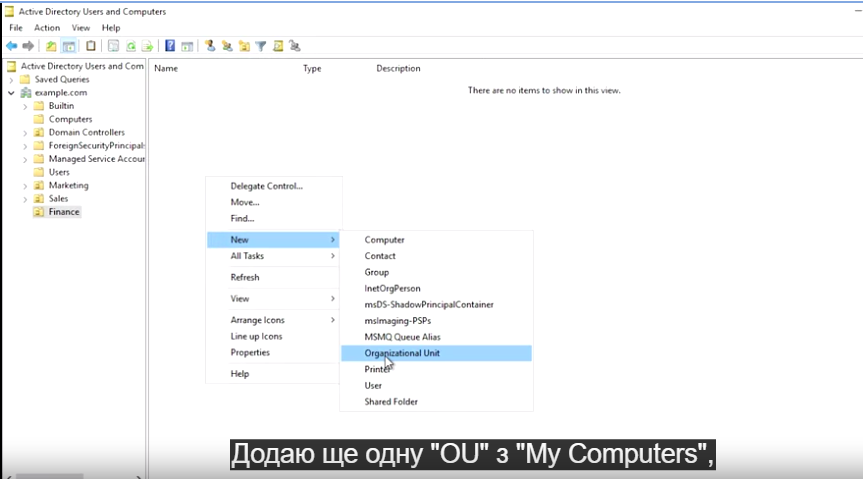 Active Directory Users and Computers
File Action View Help
Active Directory Users and Com
Saved Queries
example.com
Builtin
Computers
Domain Controllers
ForeignSecurityPrincipals
Managed Service Accour
Users
Marketing
Sales
Finance
Name Type Description
There are no items to show in this view.
Delegate Control...
Move...
Find...
New
All Tasks
Refresh
View
Arrange Icons
Line up Icons
Properties
Help
Computer
Contact
Group
InetOrgPerson
msDS-ShadowPrincipalContainer
msImaging-PSPs
MSMQ Queue Alias
Organizational Unit
Printer
User
Shared Folder
Додаю ще одну "OU" з "My Computers",